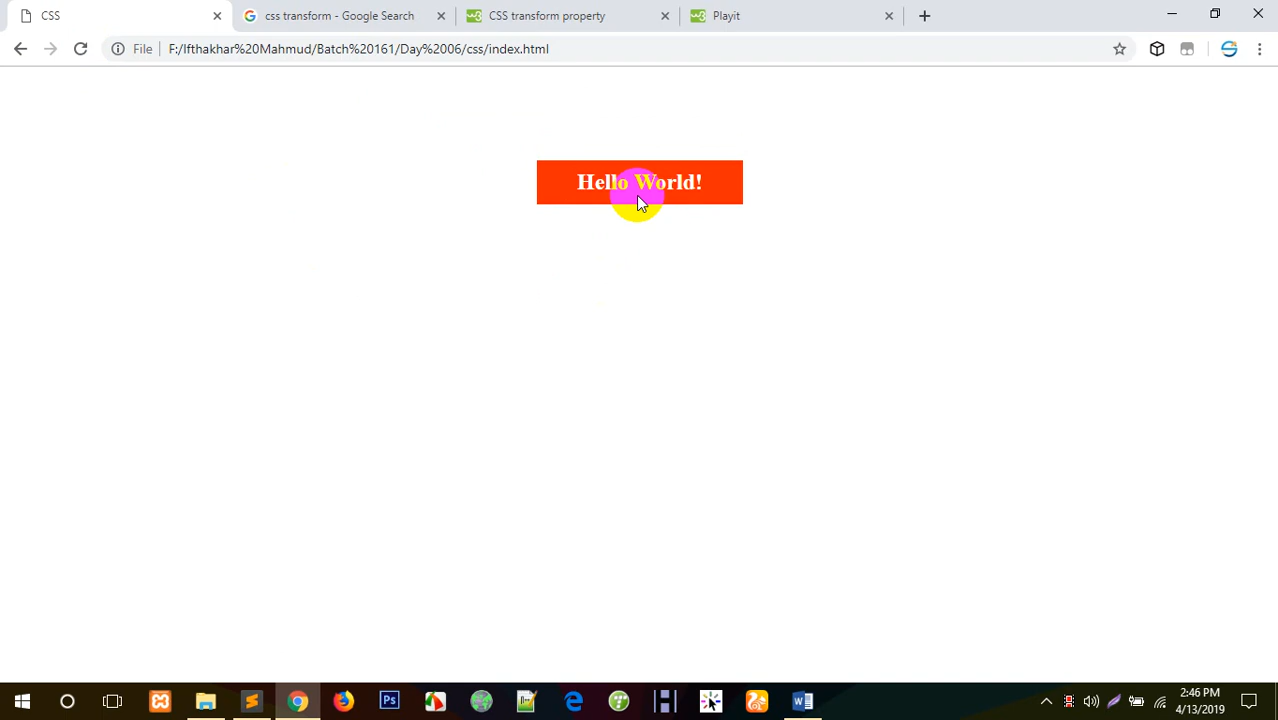 CSS
css transform - Google Search
CSS transform property
Playit
File
F:/Ifthakhar%20Mahmud/Batch%20161/Day%2006/css/index.html
Hello World!
Ps
2:46 PM
4/13/2019